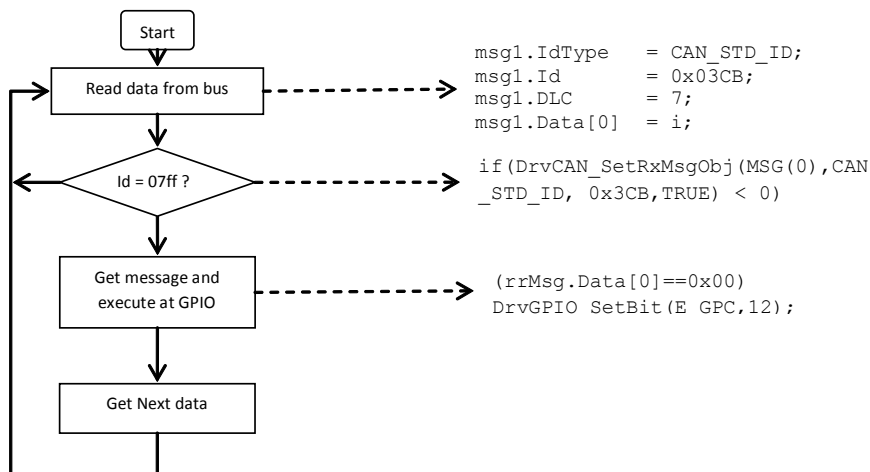 Start
Read data from bus
msg1.IdType   = CAN_STD_ID;
msg1.Id       = 0x03CB;
msg1.DLC      = 7;
msg1.Data[0]  = i;
Id = 07ff ?
if(DrvCAN_SetRxMsgObj(MSG(0),CAN
_STD_ID, 0x3CB,TRUE) < 0)
Get message and
execute at GPIO
(rrMsg.Data[0]==0x00)
DrvGPIO SetBit(E GPC,12);
Get Next data